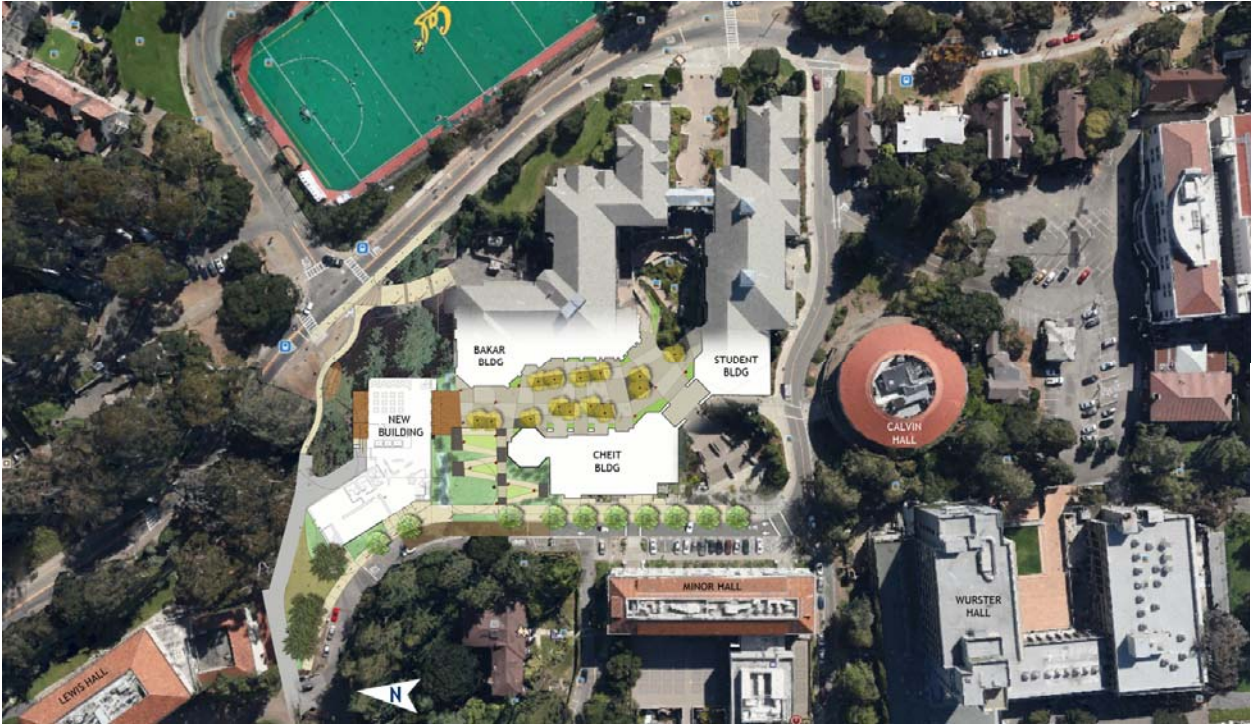 Cal
BAKAR
BLDG
STUDENT
BLDG
NEW
BUILDING
CALVIN
HALL
CHEIT
BLDG
MINOR HALL
WURSTER
HALL
LEWIS HALL
N